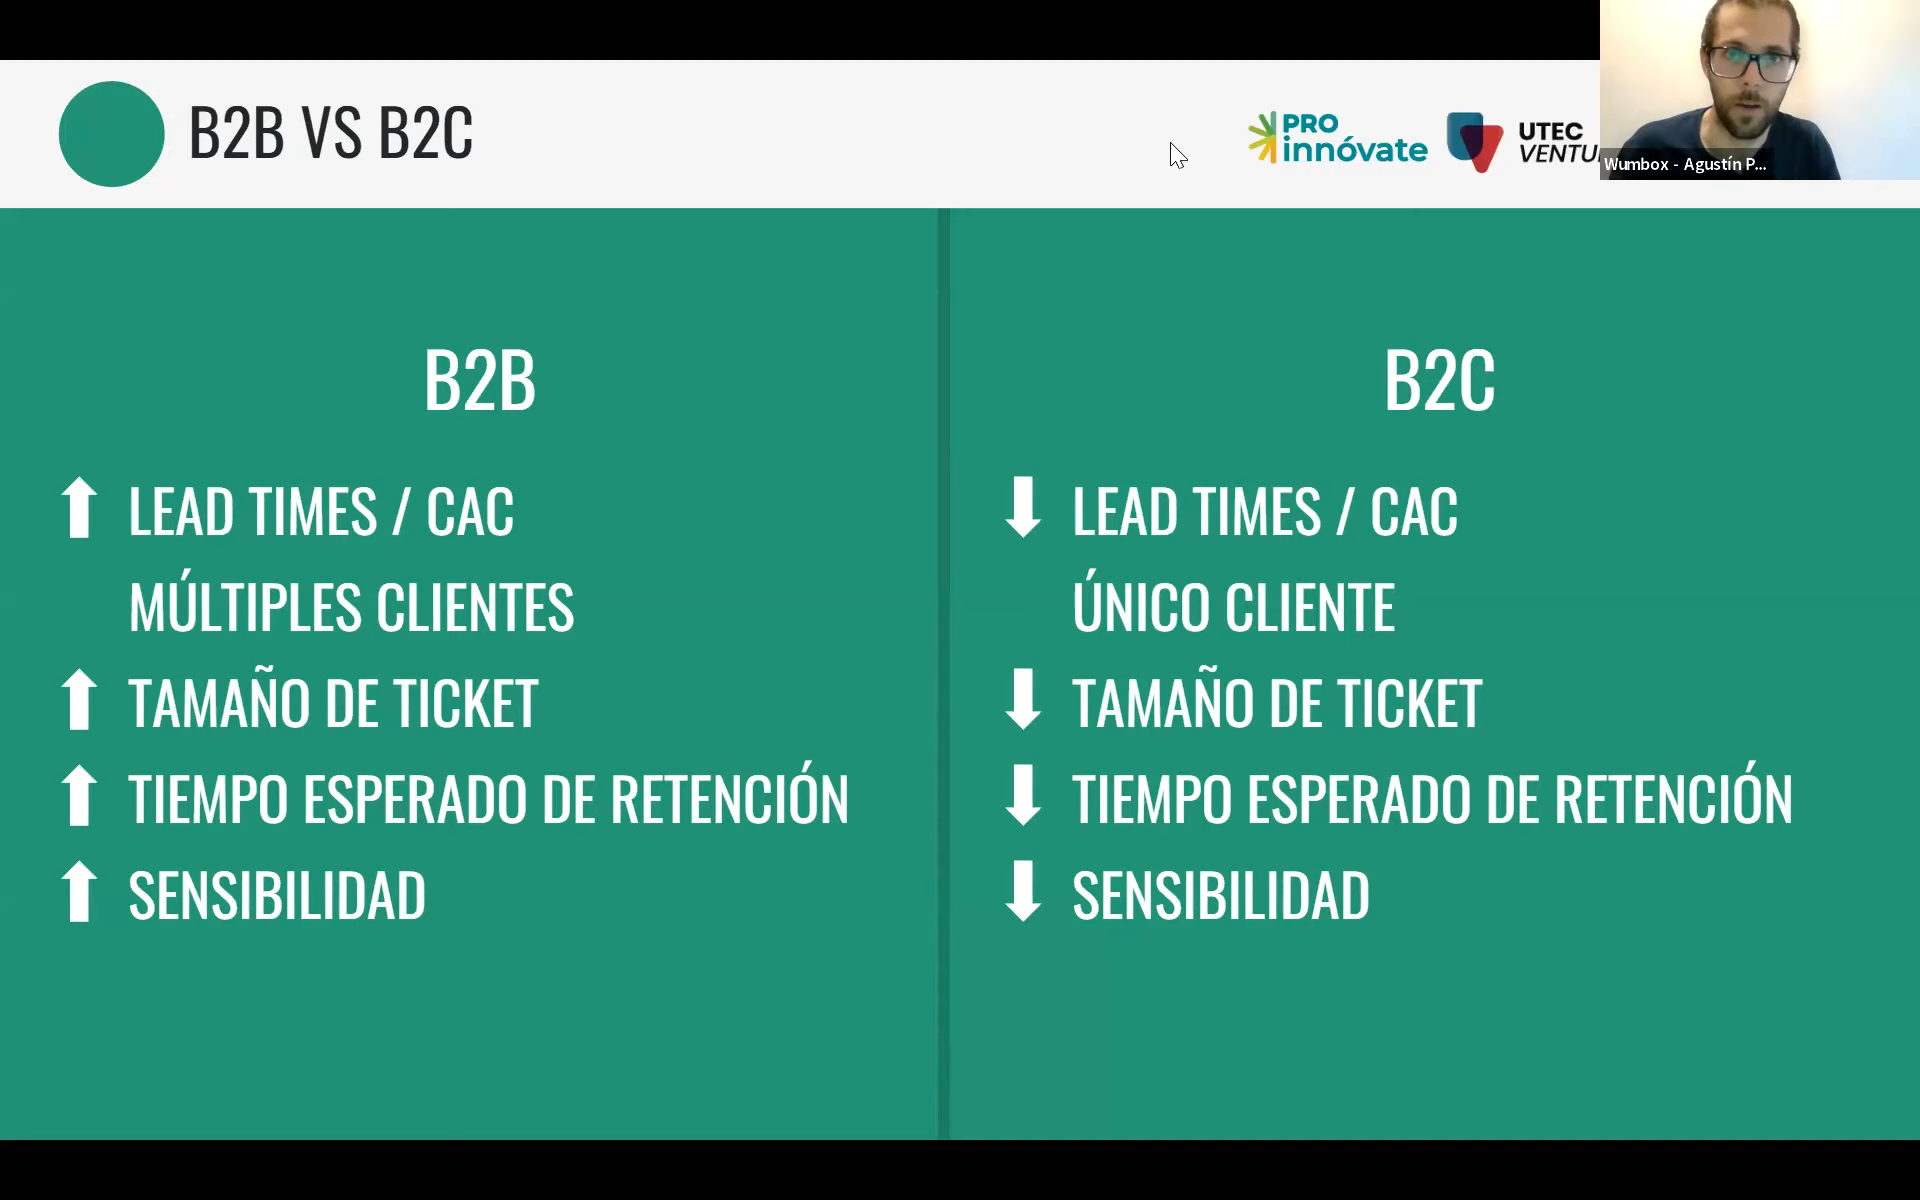 B2B VS B2C
PRO
innóvate
UTEC
Wumbox - Agustín P...
B2B
LEAD TIMES / CAC
MÚLTIPLES CLIENTES
TAMAÑO DE TICKET
TIEMPO ESPERADO DE RETENCIÓN
SENSIBILIDAD
B2C
LEAD TIMES / CAC
ÚNICO CLIENTE
TAMAÑO DE TICKET
TIEMPO ESPERADO DE RETENCIÓN
SENSIBILIDAD